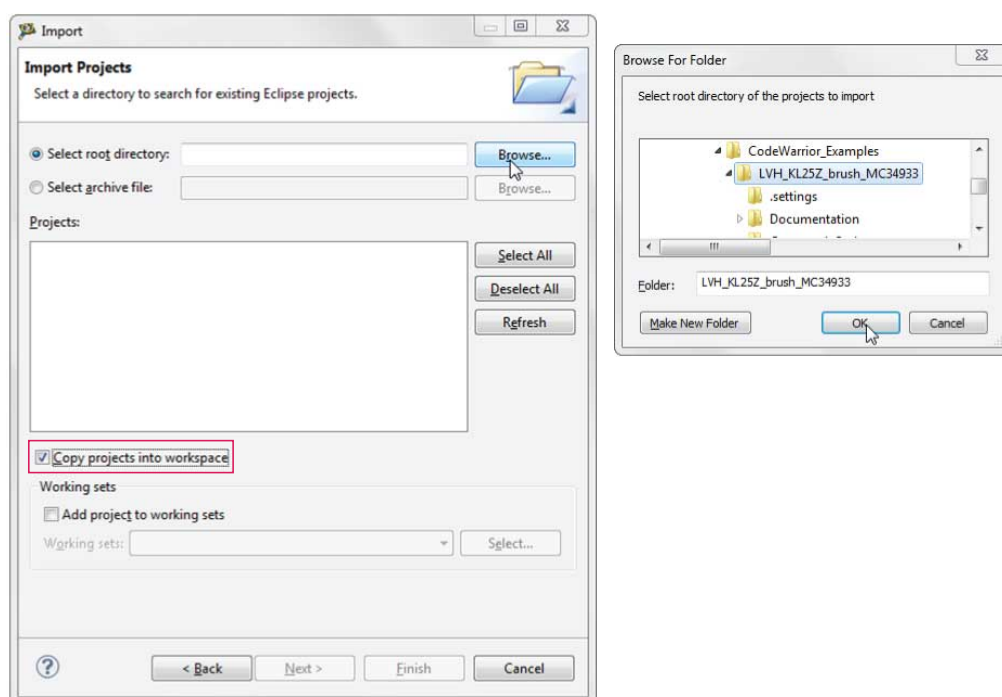 Import
Import Projects
Select a directory to search for existing Eclipse projects.
Select root directory:
Browse...
Select archive file:
Browse...
Projects:
Select All
Deselect All
Refresh
Copy projects into workspace
Working sets
Add project to working sets
Working sets:
Select...
< Back
Next >
Finish
Cancel
Browse For Folder
Select root directory of the projects to import
CodeWarrior_Examples
LVH_KL25Z_brush_MC34933
.settings
Documentation
Folder: LVH_KL25Z_brush_MC34933
Make New Folder
OK
Cancel